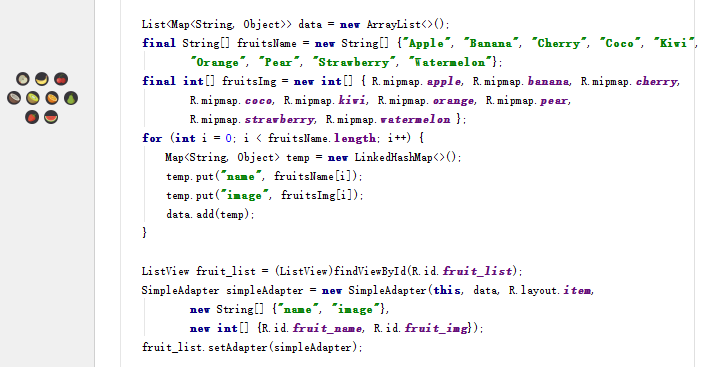 List<Map<String, Object>> data = new ArrayList<>();
final String[] fruitsName = new String[] {"Apple", "Banana", "Cherry", "Coco", "Kiwi",
"Orange", "Pear", "Strawberry", "Watermelon"};
final int[] fruitsImg = new int[] { R.mipmap.apple, R.mipmap.banana, R.mipmap.cherry,
R.mipmap.coco, R.mipmap.kiwi, R.mipmap.orange, R.mipmap.pear,
R.mipmap.strawberry, R.mipmap.watermelon };
for (int i = 0; i < fruitsName.length; i++) {
Map<String, Object> temp = new LinkedHashMap<>();
temp.put("name", fruitsName[i]);
temp.put("image", fruitsImg[i]);
data.add(temp);
}
ListView fruit_list = (ListView)findViewById(R.id.fruit_list);
SimpleAdapter simpleAdapter = new SimpleAdapter(this, data, R.layout.item,
new String[] {"name", "image"},
new int[] {R.id.fruit_name, R.id.fruit_img});
fruit_list.setAdapter(simpleAdapter);